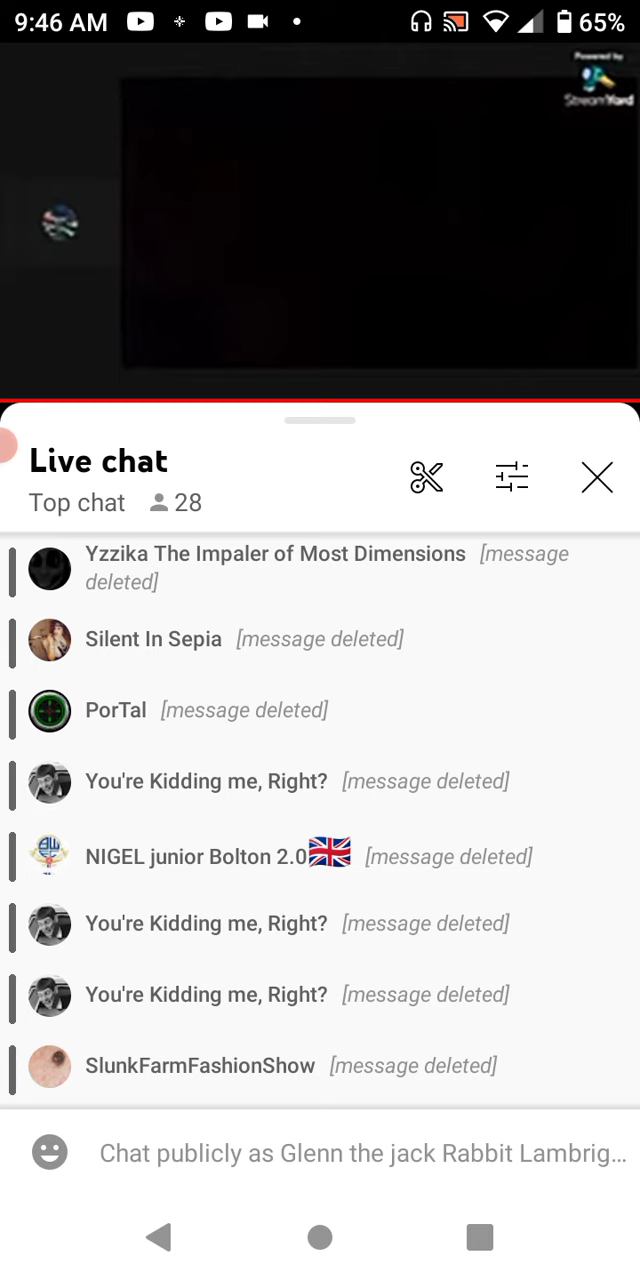 9:46 AM
65%
Powered by
StreamYard
Live chat
Top chat 28
Yzzika The Impaler of Most Dimensions [message
deleted]
Silent In Sepia [message deleted]
PorTal [message deleted]
You're Kidding me, Right? [message deleted]
NIGEL junior Bolton 2.0🇬🇧 [message deleted]
You're Kidding me, Right? [message deleted]
You're Kidding me, Right? [message deleted]
SlunkFarmFashionShow [message deleted]
Chat publicly as Glenn the jack Rabbit Lambrig...